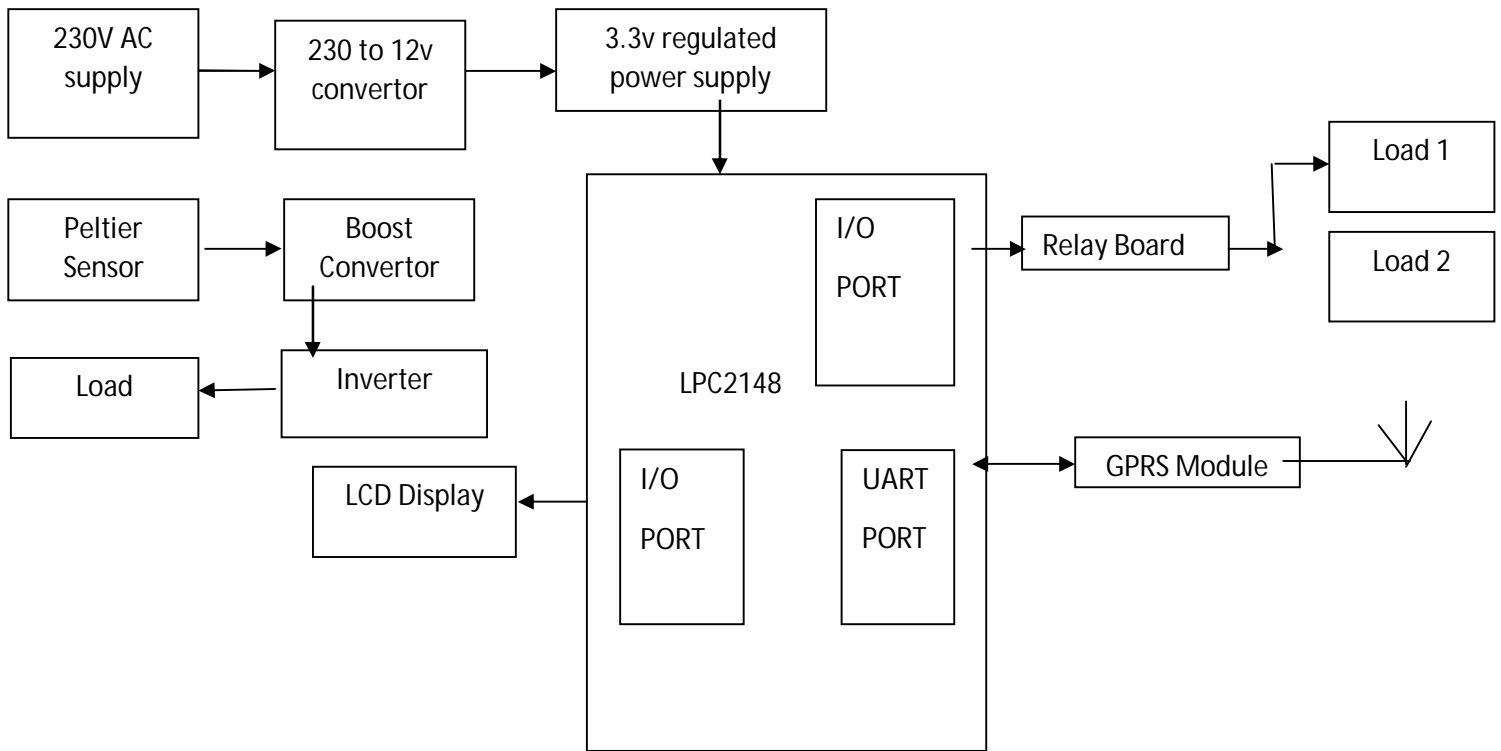 230V AC
supply
230 to 12v
convertor
3.3v regulated
power supply
Load 1
Load 2
Peltier
Sensor
Boost
Convertor
I/O
PORT
Relay Board
Load
Inverter
LPC2148
LCD Display
I/O
PORT
UART
PORT
GPRS Module